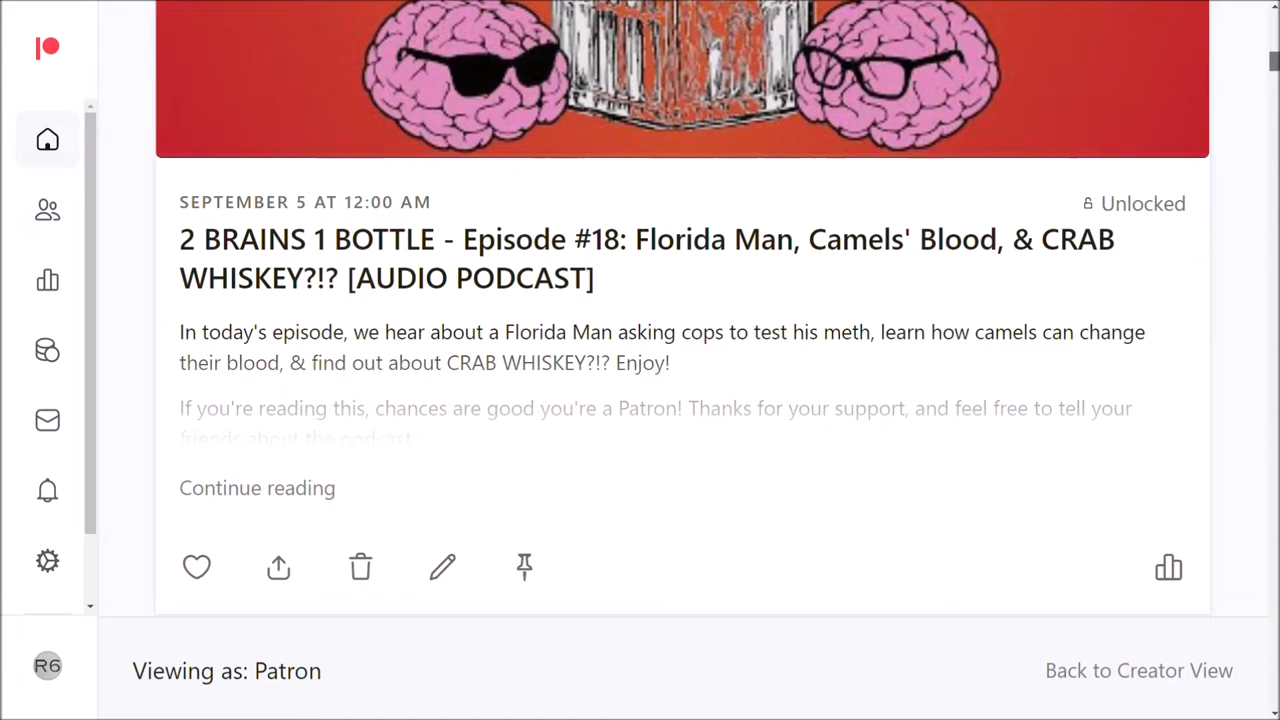 SEPTEMBER 5 AT 12:00 AM
Unlocked
2 BRAINS 1 BOTTLE - Episode #18: Florida Man, Camels' Blood, & CRAB
WHISKEY?!? [AUDIO PODCAST]
In today's episode, we hear about a Florida Man asking cops to test his meth, learn how camels can change
their blood, & find out about CRAB WHISKEY?!? Enjoy!
If you're reading this, chances are good you're a Patron! Thanks for your support, and feel free to tell your
friends about the podcast
Continue reading
R6
Viewing as: Patron
Back to Creator View